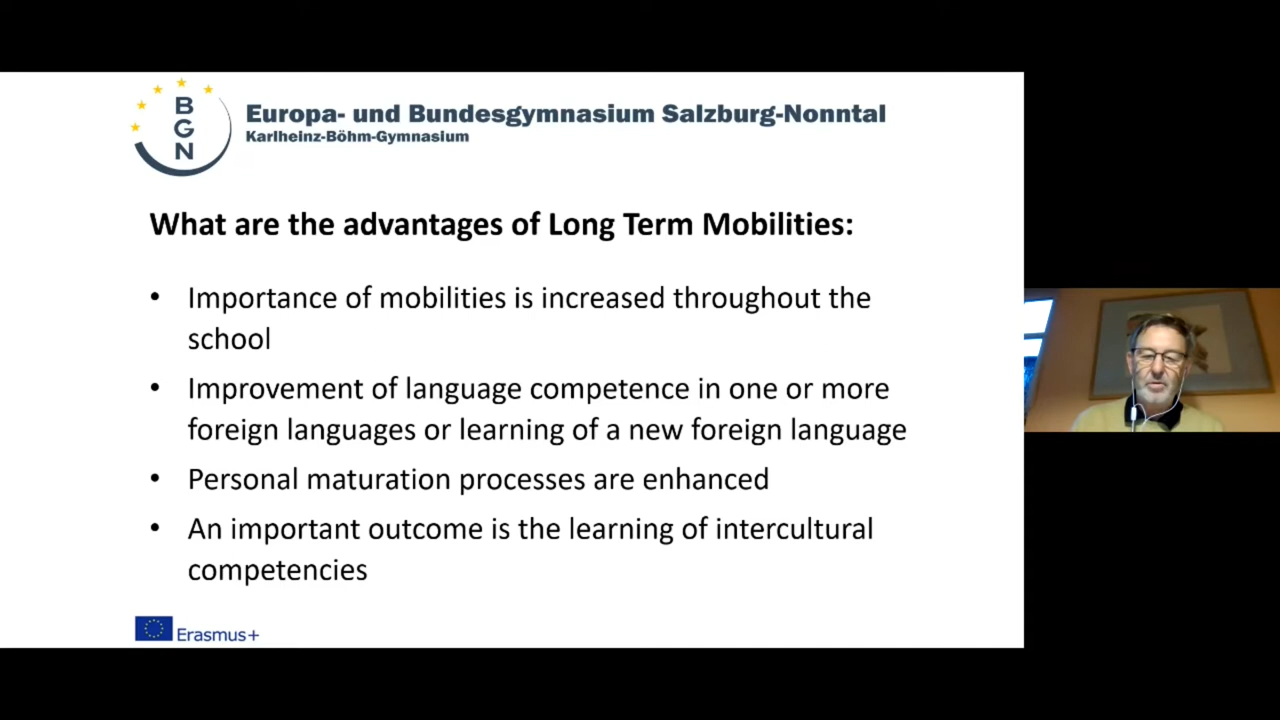 B
G
N
Europa- und Bundesgymnasium Salzburg-Nonntal
Karlheinz-Böhm-Gymnasium
What are the advantages of Long Term Mobilities:
• Importance of mobilities is increased throughout the
school
• Improvement of language competence in one or more
foreign languages or learning of a new foreign language
• Personal maturation processes are enhanced
• An important outcome is the learning of intercultural
competencies
Erasmus+